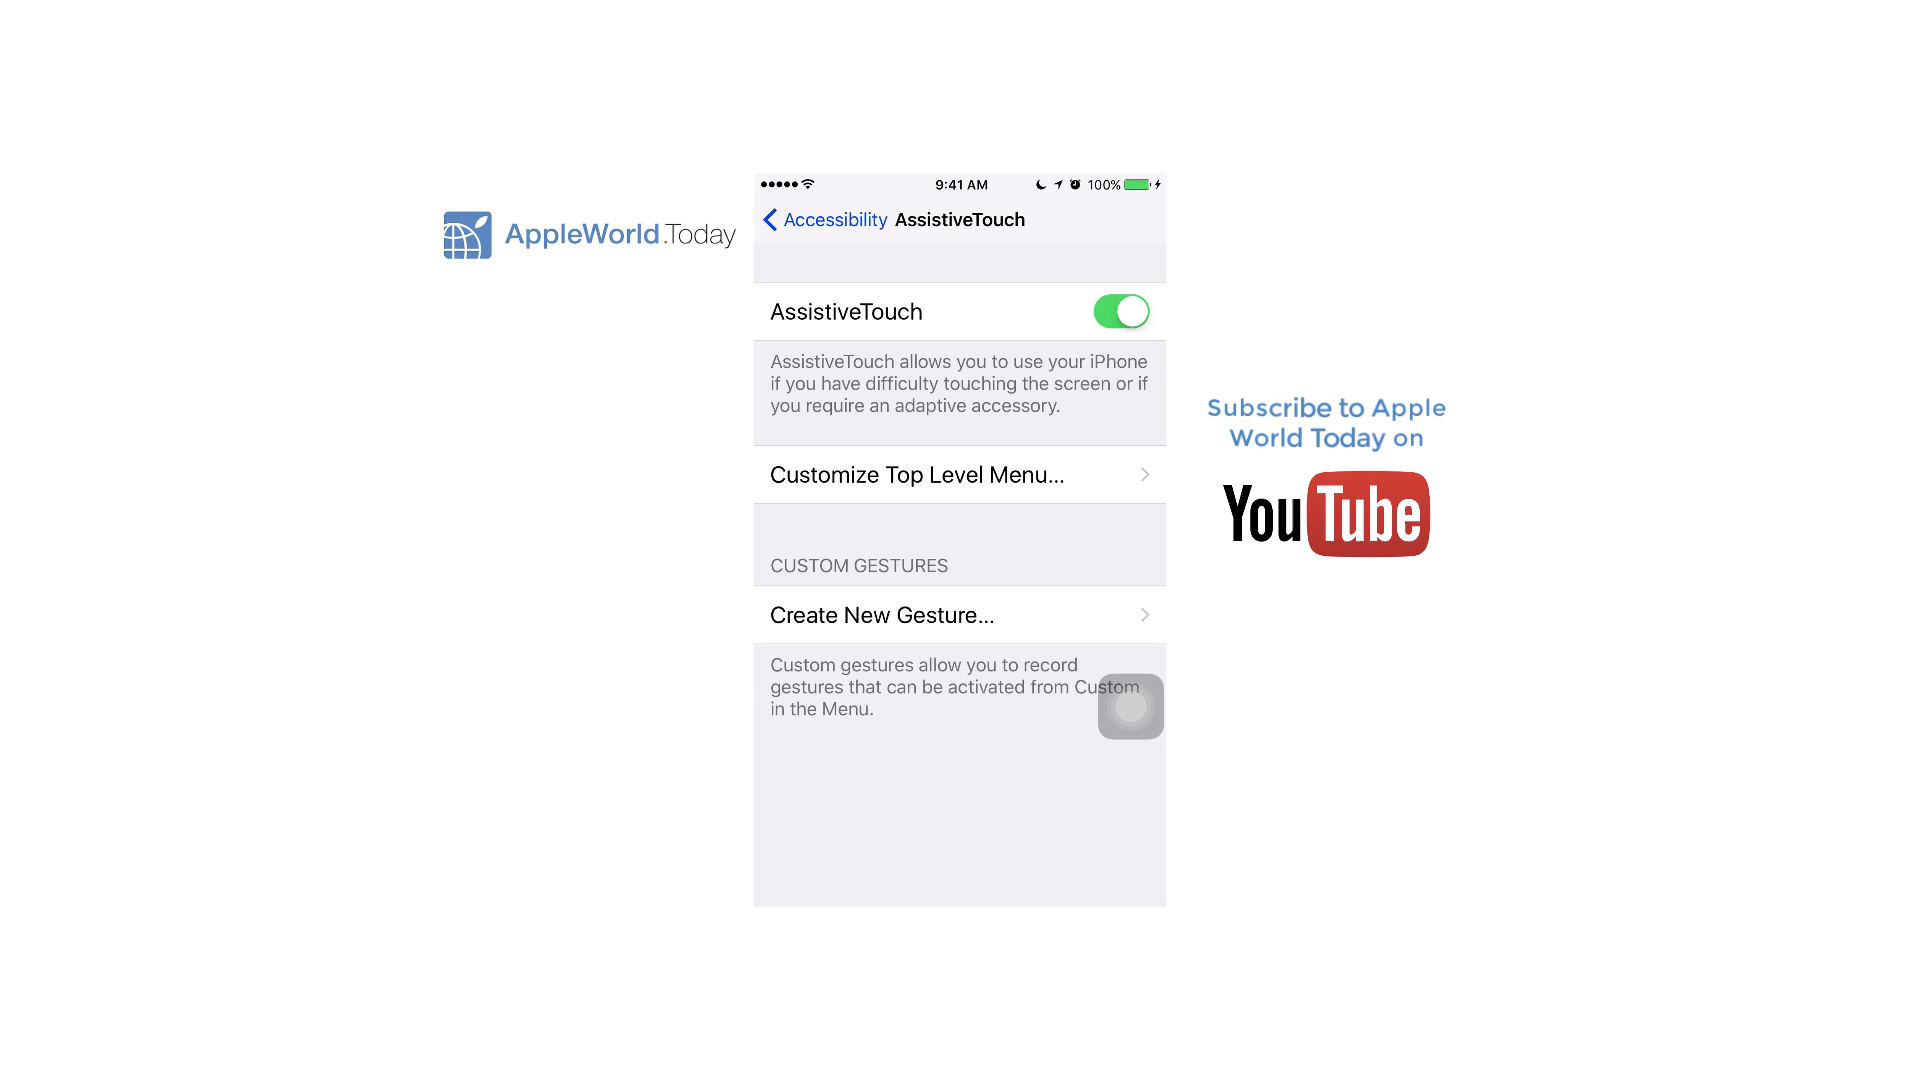 9:41 AM
100%
Accessibility AssistiveTouch
AppleWorld.Today
AssistiveTouch
AssistiveTouch allows you to use your iPhone
if you have difficulty touching the screen or if
you require an adaptive accessory.
Subscribe to Apple
World Today on
YouTube
Customize Top Level Menu...
CUSTOM GESTURES
Create New Gesture...
Custom gestures allow you to record
gestures that can be activated from Custom
in the Menu.